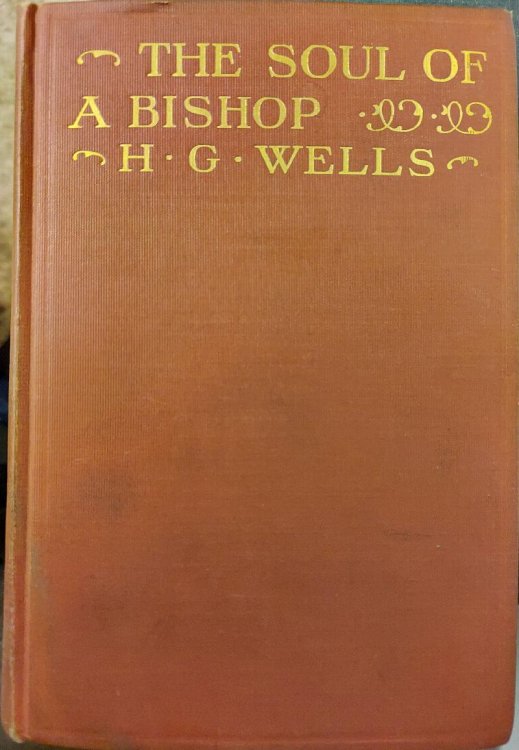 THE SOUL OF
A BISHOP
H·G·WELLS